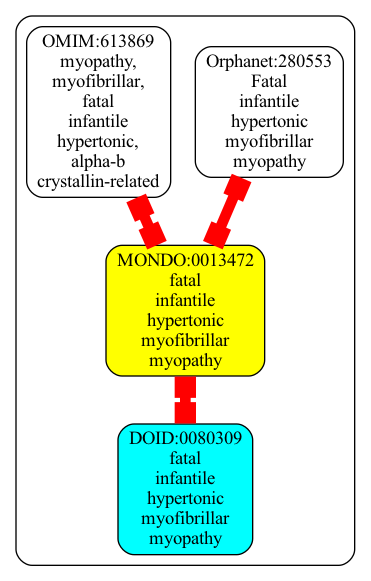 OMIM:613869
myopathy,
myofibrillar,
fatal
infantile
hypertonic,
alpha-b
crystallin-related
Orphanet:280553
Fatal
infantile
hypertonic
myofibrillar
myopathy
MONDO:0013472
fatal
infantile
hypertonic
myofibrillar
myopathy
DOID:0080309
fatal
infantile
hypertonic
myofibrillar
myopathy